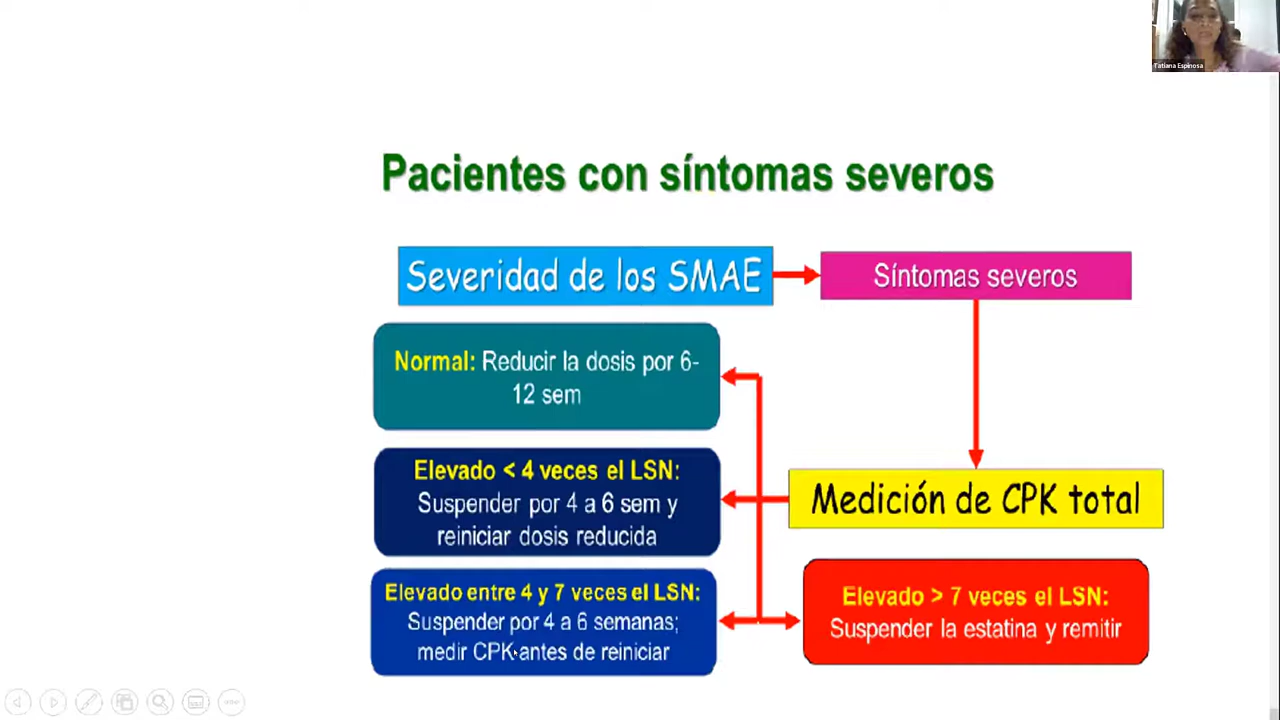 Tatiana Espinosa
Pacientes con síntomas severos
Severidad de los SMAE
Síntomas severos
Normal: Reducir la dosis por 6-
12 sem
Elevado < 4 veces el LSN:
Suspender por 4 a 6 sem y
reiniciar dosis reducida
Medición de CPK total
Elevado entre 4 y 7 veces el LSN:
Suspender por 4 a 6 semanas;
medir CPK antes de reiniciar
Elevado > 7 veces el LSN:
Suspender la estatina y remitir